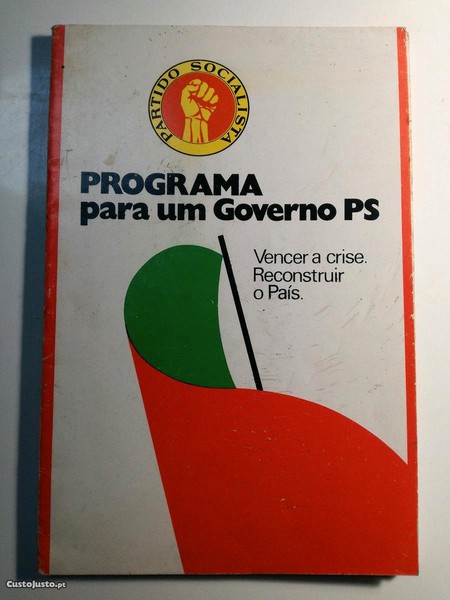 PARTIDO SOCIALISTA
PROGRAMA
para um Governo PS
Vencer a crise.
Reconstruir
o País.
CustoJusto.pt